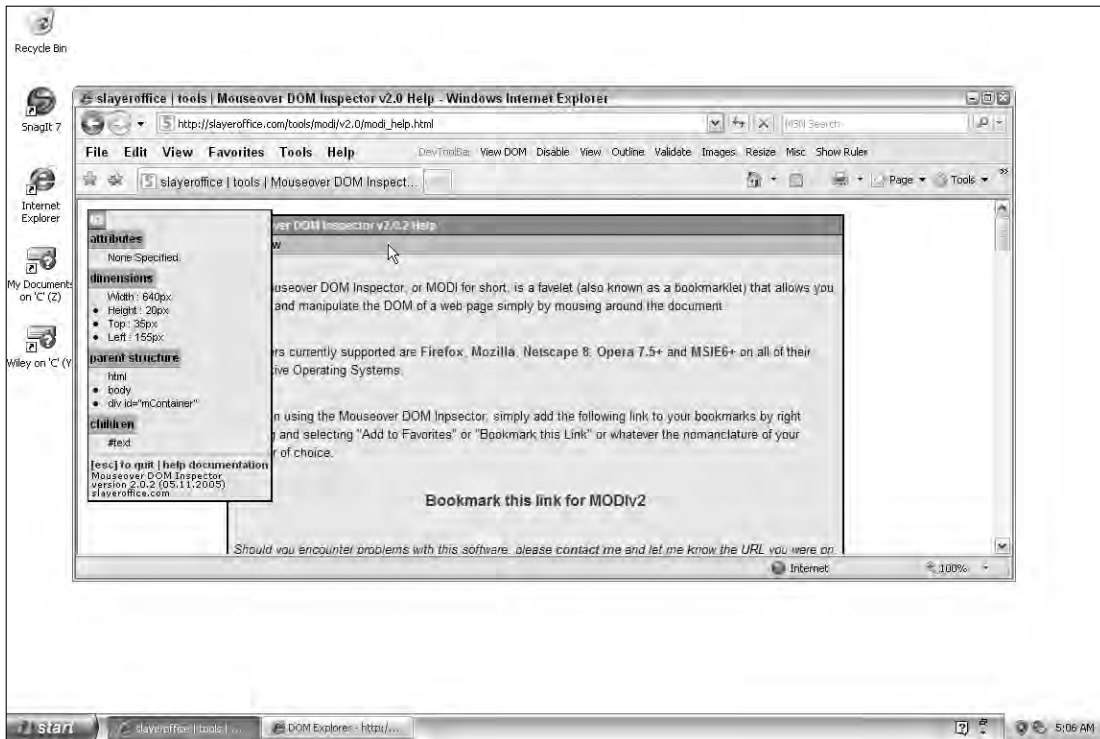 Recycle Bin
SnagIt 7
Internet
Explorer
My Documents
on 'C' (Z)
Wiley on 'C' (Y
slayeroffice | tools | Mouseover DOM Inspector v2.0 Help - Windows Internet Explorer
http://slayeroffice.com/tools/modi/v2.0/modi_help.html
MSN Search
File Edit View Favorites Tools Help
DevToolBar View DOM Disable View Outline Validate Images Resize Misc Show Ruler
slayeroffice | tools | Mouseover DOM Inspect...
Page Tools
attributes
None Specified.
dimensions
Width : 640px
Height : 20px
Top : 35px
Left : 155px
parent structure
html
body
div id="mContainer"
children
#text
[esc] to quit | help documentation
Mouseover DOM Inspector
version 2.0.2 (05.11.2005)
slayeroffice.com
ver DOM Inspector v2.0.2 Help
w
useover DOM Inspector, or MODI for short, is a favelet (also known as a bookmarklet) that allows you
and manipulate the DOM of a web page simply by mousing around the document.
rs currently supported are Firefox, Mozilla, Netscape 8, Opera 7.5+ and MSIE6+ on all of their
ive Operating Systems.
n using the Mouseover DOM Inpsector, simply add the following link to your bookmarks by right
g and selecting "Add to Favorites" or "Bookmark this Link" or whatever the nomanclature of your
r of choice.
Bookmark this link for MODIv2
Should you encounter problems with this software, please contact me and let me know the URL you were on,
Internet
100%
start
slayeroffice | tools | ...
DOM Explorer - http:/...
5:06 AM